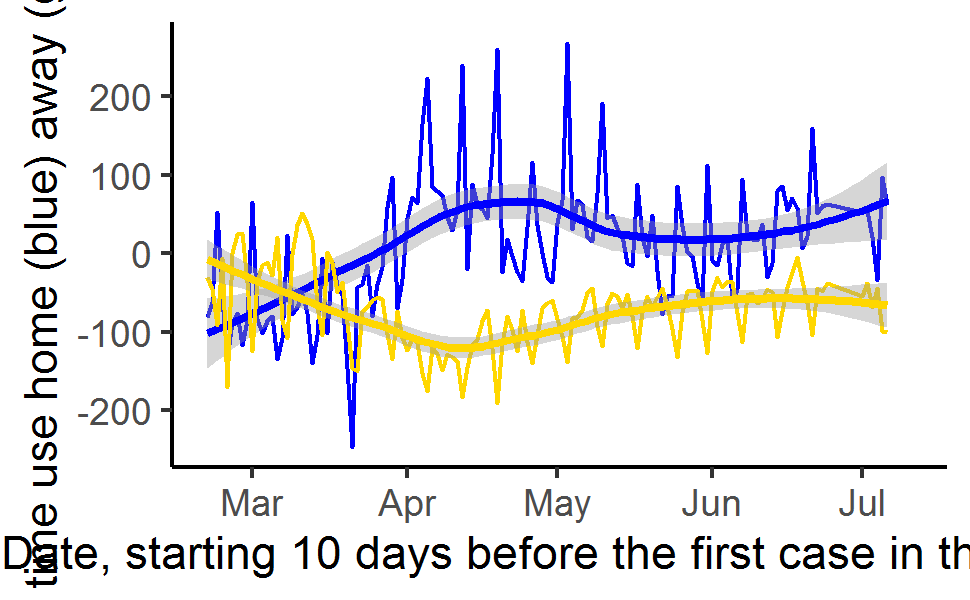 time use home (blue) away (
200
100
0
-100
-200
Mar Apr May Jun Jul
Date, starting 10 days before the first case in th